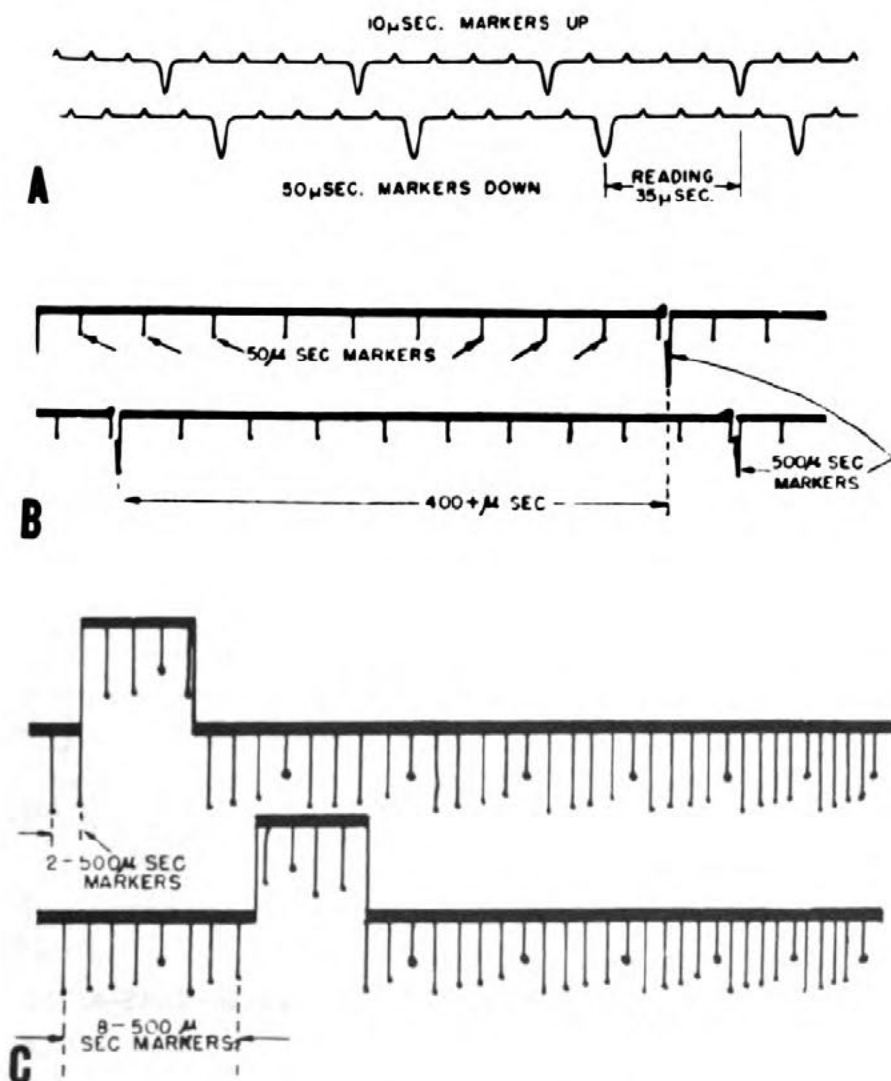 10μSEC. MARKERS UP
A
50μSEC. MARKERS DOWN
READING
35μSEC.
50μ SEC MARKERS
500μ SEC
MARKERS
400+μ SEC
B
2-500μ SEC
MARKERS
8-500 μ
SEC MARKERS
C